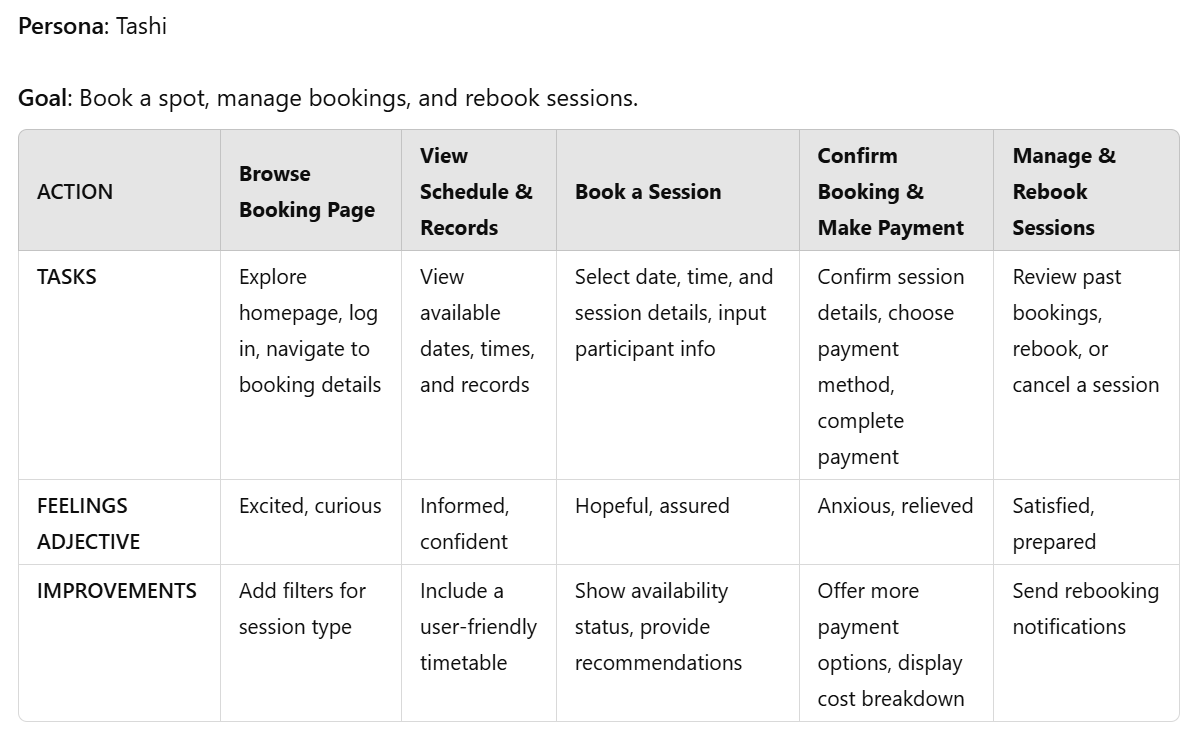 Persona: Tashi
Goal: Book a spot, manage bookings, and rebook sessions.
ACTION
Browse
Booking Page
View
Schedule &
Records
Book a Session
Confirm
Booking &
Make Payment
Manage &
Rebook
Sessions
TASKS
Explore
homepage, log
in, navigate to
booking details
View
available
dates, times,
and records
Select date, time, and
session details, input
participant info
Confirm session
details, choose
payment
method,
complete
payment
Review past
bookings,
rebook, or
cancel a session
FEELINGS
ADJECTIVE
Excited, curious
Informed,
confident
Hopeful, assured
Anxious, relieved
Satisfied,
prepared
IMPROVEMENTS
Add filters for
session type
Include a
user-friendly
timetable
Show availability
status, provide
recommendations
Offer more
payment
options, display
cost breakdown
Send rebooking
notifications